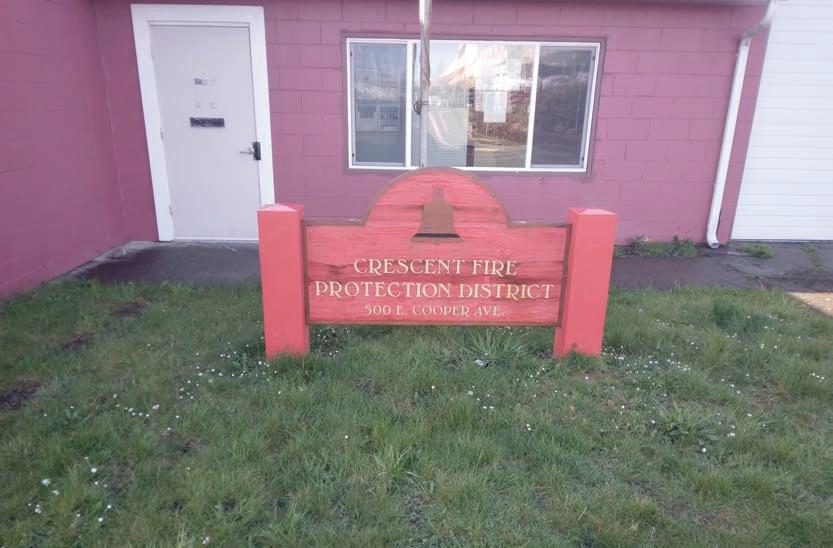 CRESCENT FIRE
PROTECTION DISTRICT
500 E. COOPER AVE.